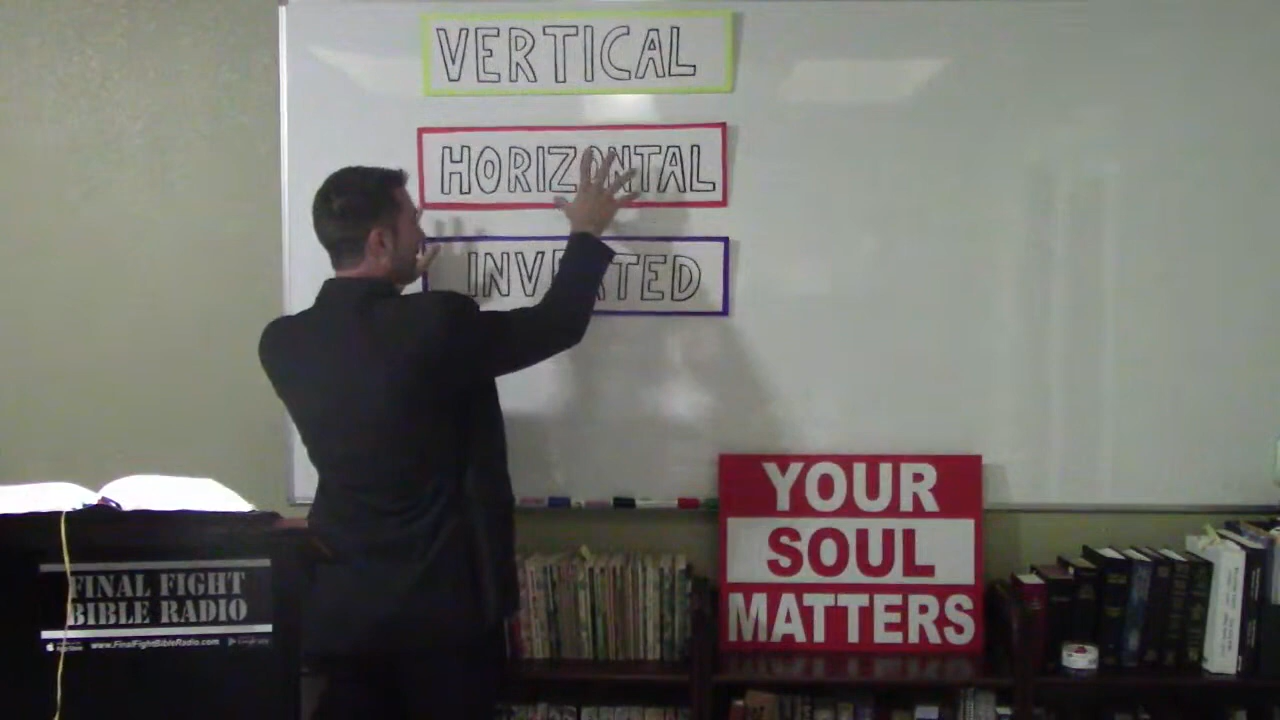 VERTICAL
HORIZONTAL
INVERTED
YOUR
SOUL
MATTERS
FINAL FIGHT
BIBLE RADIO
www.FinalFightBibleRadio.com